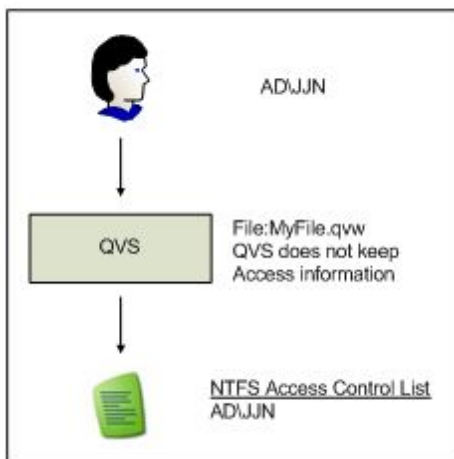 AD\JJN
QVS
File:MyFile.qvw
QVS does not keep
Access information
NTFS Access Control List
AD\JJN